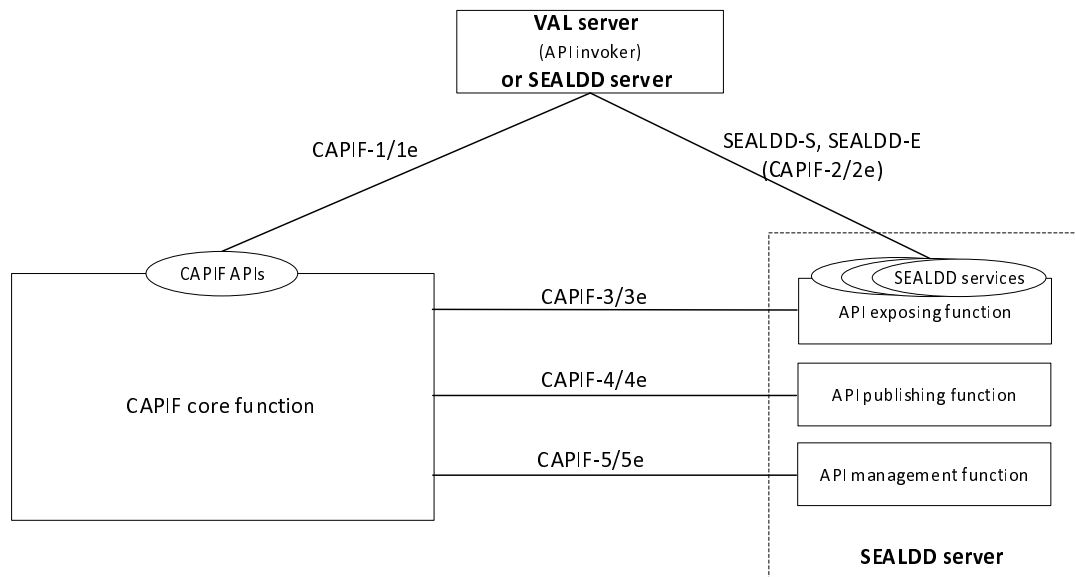 VAL server
(API invoker)
or SEALDD server
CAPIF-1/1e
SEALDD-S, SEALDD-E
(CAPIF-2/2e)
CAPIF APIs
SEALDD services
CAPIF-3/3e
API exposing function
CAPIF-4/4e
API publishing function
CAPIF core function
CAPIF-5/5e
API management function
SEALDD server